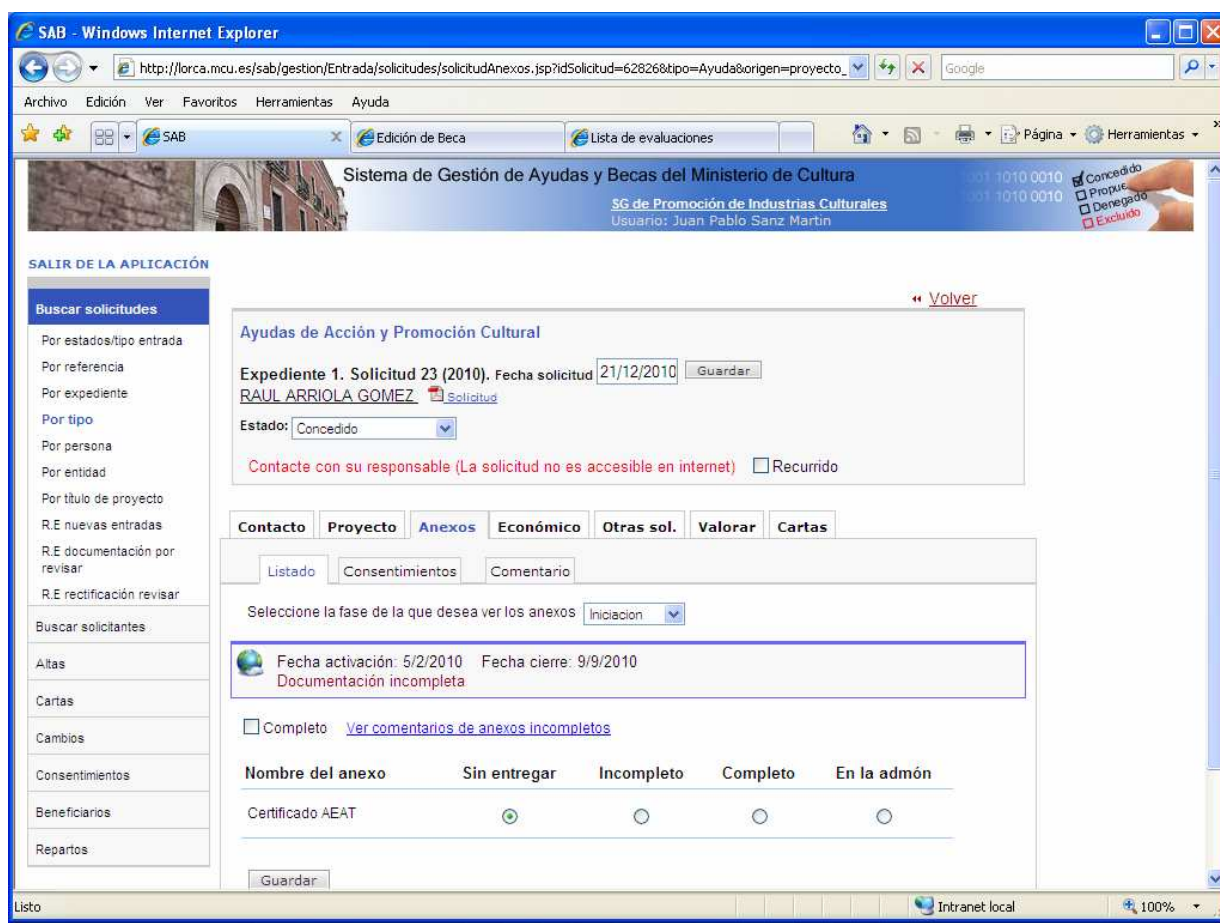 SAB - Windows Internet Explorer
http://lorca.mcu.es/sab/gestion/Entrada/solicitudes/solicitudAnexos.jsp?idSolicitud=62826&tipo=Ayuda&origen=proyecto_
Google
Archivo Edición Ver Favoritos Herramientas Ayuda
SAB Edición de Beca Lista de evaluaciones Página Herramientas
Sistema de Gestión de Ayudas y Becas del Ministerio de Cultura
SG de Promoción de Industrias Culturales
Usuario: Juan Pablo Sanz Martin
1010 0010
1010 0010
Concedido
Propue
Denegado
Excluido
SALIR DE LA APLICACIÓN
Buscar solicitudes
Por estados/tipo entrada
Por referencia
Por expediente
Por tipo
Por persona
Por entidad
Por título de proyecto
R.E nuevas entradas
R.E documentación por
revisar
R.E rectificación revisar
Buscar solicitantes
Altas
Cartas
Cambios
Consentimientos
Beneficiarios
Repartos
Volver
Ayudas de Acción y Promoción Cultural
Expediente 1. Solicitud 23 (2010). Fecha solicitud 21/12/2010 Guardar
RAUL ARRIOLA GOMEZ Solicitud
Estado: Concedido
Contacte con su responsable (La solicitud no es accesible en internet) Recurrido
Contacto Proyecto Anexos Económico Otras sol. Valorar Cartas
Listado Consentimientos Comentario
Seleccione la fase de la que desea ver los anexos Iniciacion
Fecha activación: 5/2/2010 Fecha cierre: 9/9/2010
Documentación incompleta
Completo Ver comentarios de anexos incompletos
Nombre del anexo Sin entregar Incompleto Completo En la admón
Certificado AEAT
Guardar
Listo Intranet local 100%